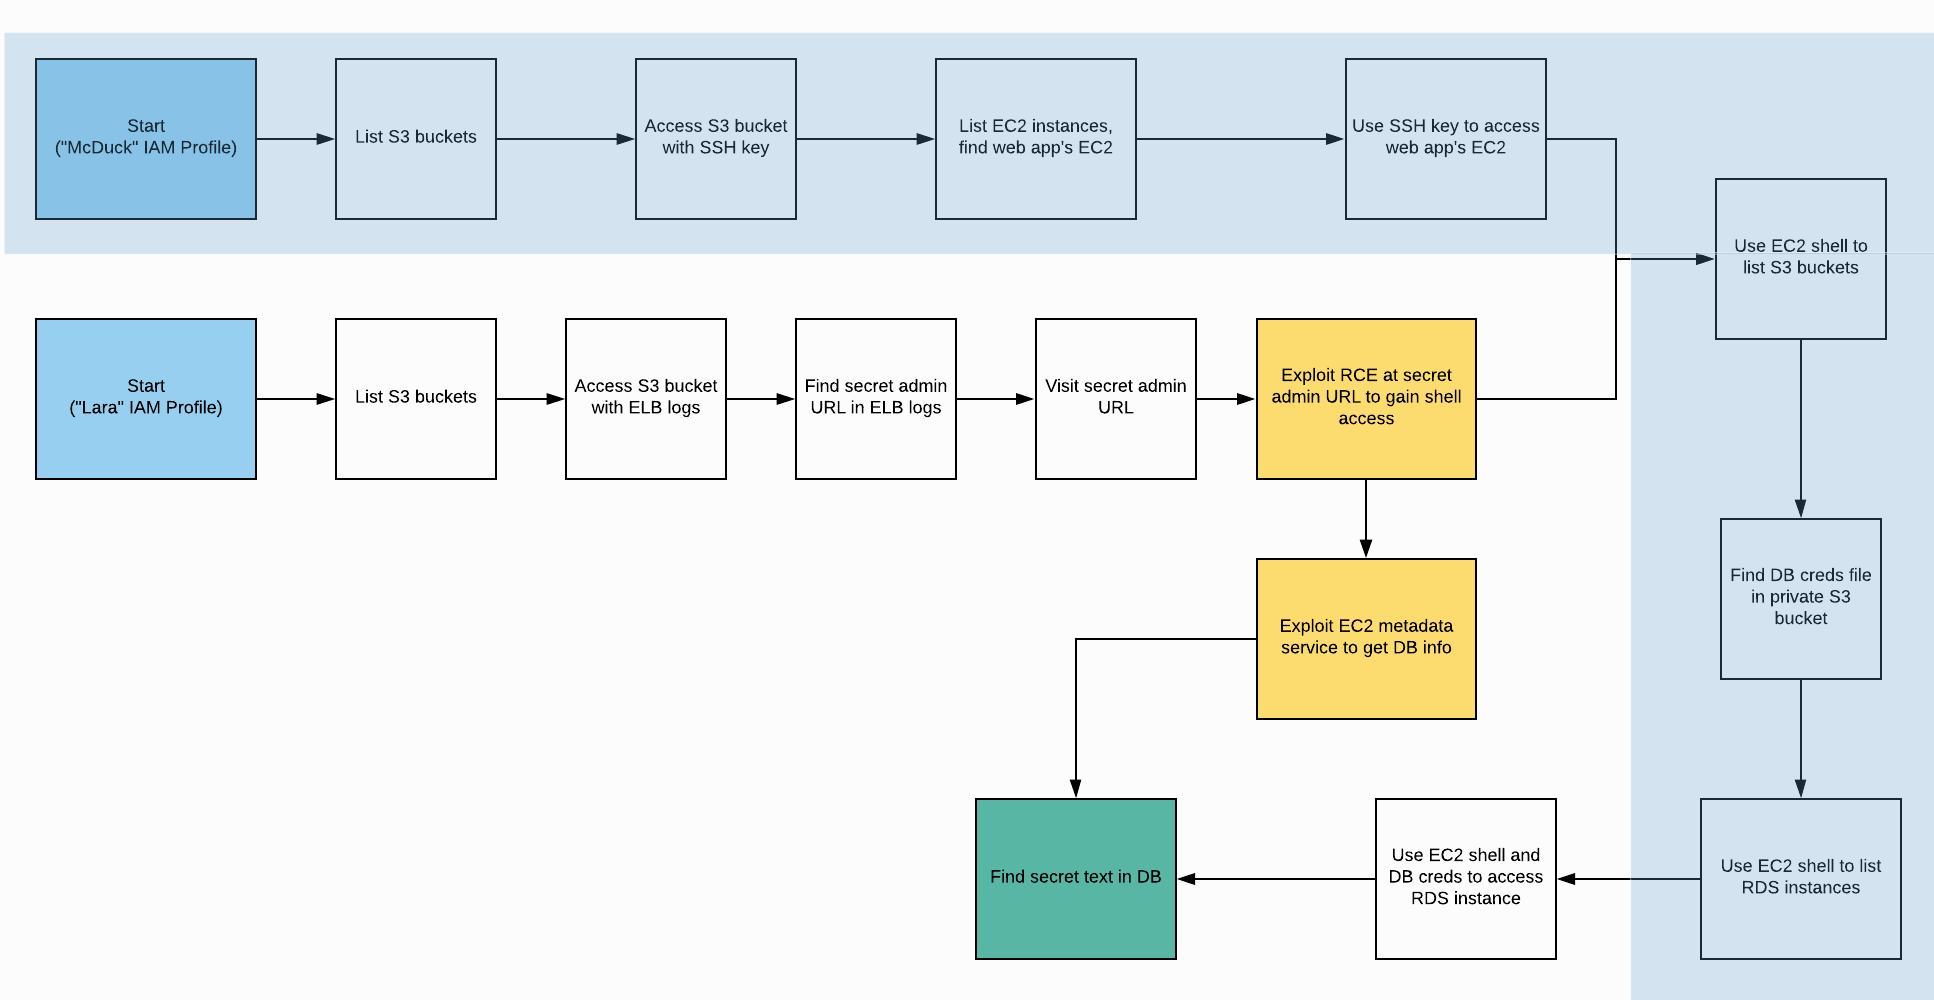 Start
("McDuck" IAM Profile)
List S3 buckets
Access S3 bucket
with SSH key
List EC2 instances,
find web app's EC2
Use SSH key to access
web app's EC2
Use EC2 shell to
list S3 buckets
Start
("Lara" IAM Profile)
List S3 buckets
Access S3 bucket
with ELB logs
Find secret admin
URL in ELB logs
Visit secret admin
URL
Exploit RCE at secret
admin URL to gain shell
access
Find DB creds file
in private S3
bucket
Exploit EC2 metadata
service to get DB info
Find secret text in DB
Use EC2 shell and
DB creds to access
RDS instance
Use EC2 shell to list
RDS instances